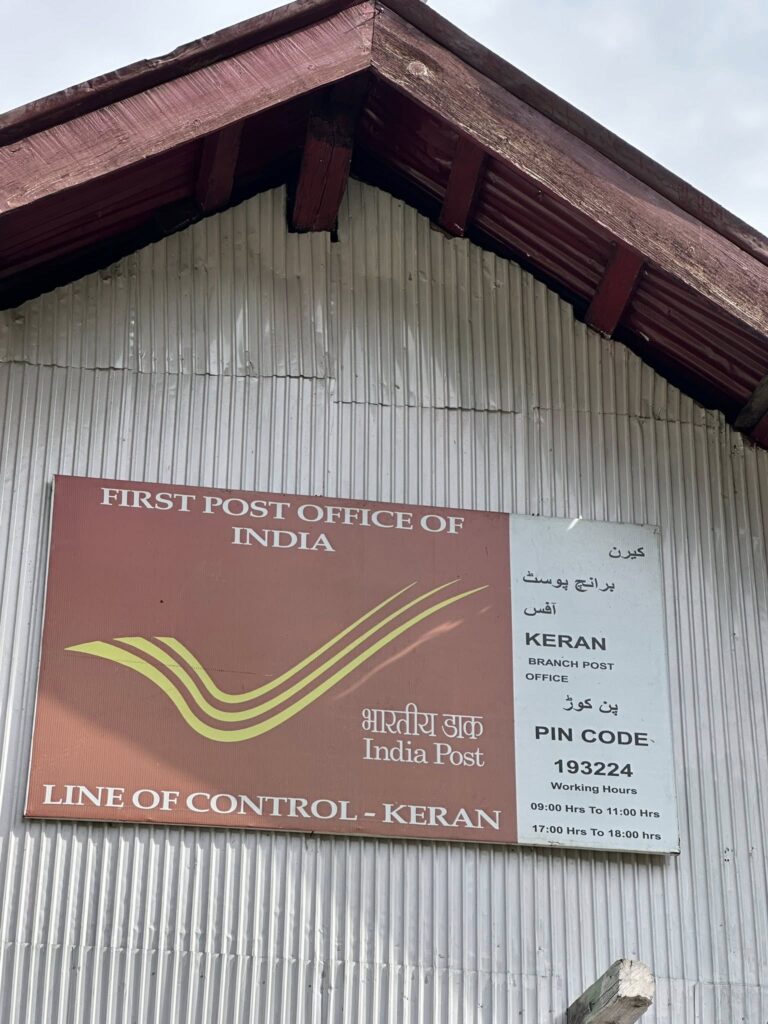 FIRST POST OFFICE OF
INDIA
भारतीय डाक
India Post
LINE OF CONTROL - KERAN
کیرن
برانچ پوسٹ
آفس
KERAN
BRANCH POST
OFFICE
پن کوڑ
PIN CODE
193224
Working Hours
09:00 Hrs To 11:00 Hrs
17:00 Hrs To 18:00 hrs